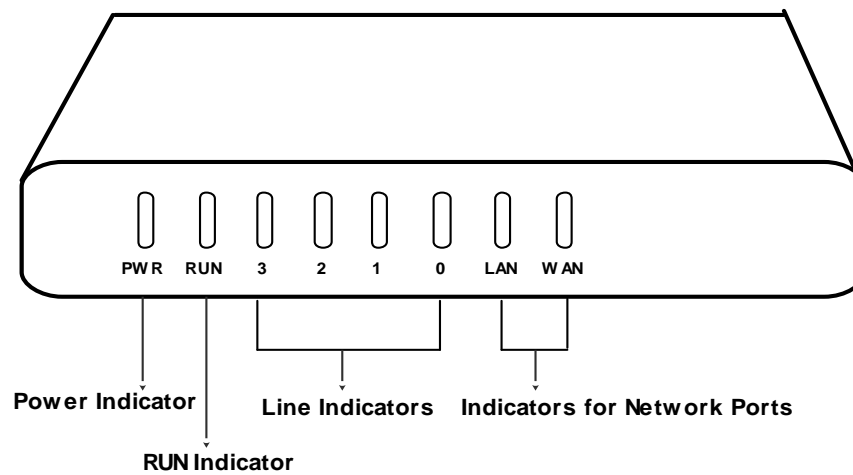 PWR RUN 3 2 1 0 LAN WAN
Power Indicator Line Indicators Indicators for Network Ports
RUN Indicator